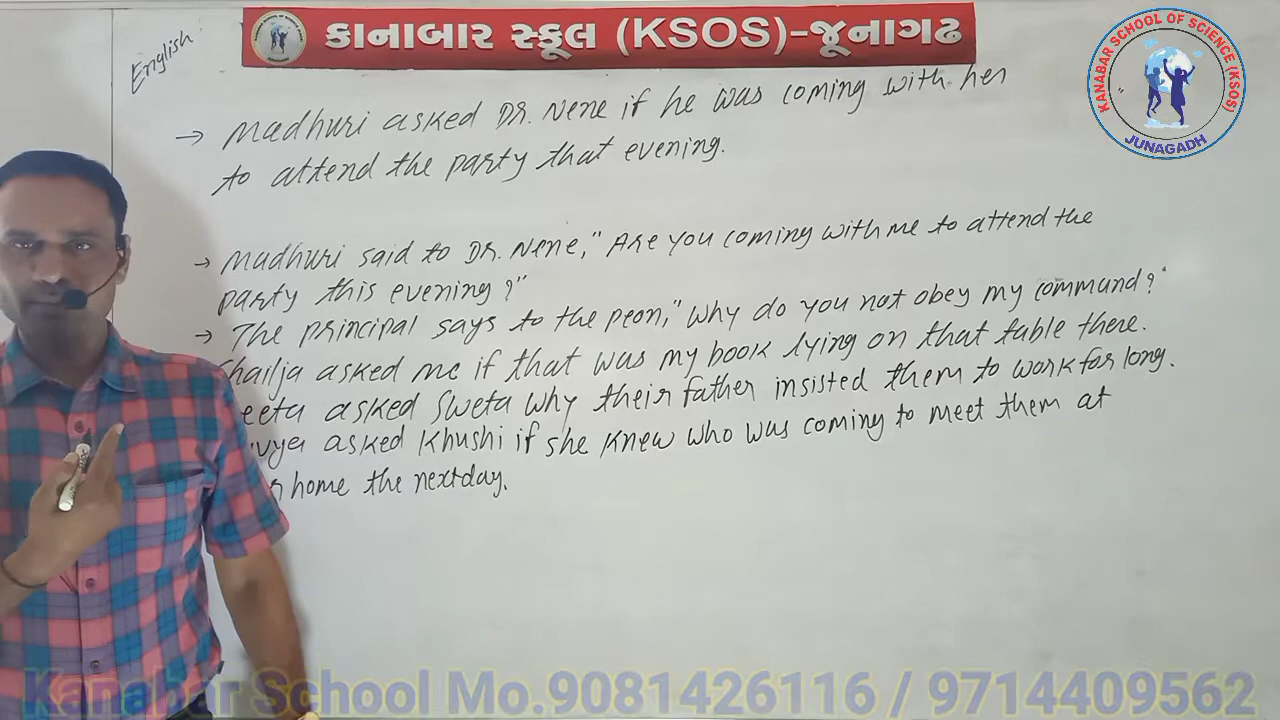 કાનાબાર સ્કૂલ (KSOS)-જૂનાગઢ
KANABAR SCHOOL OF SCIENCE (KSOS)
JUNAGADH
English
→ Madhuri asked Dr. Nene if he was coming with her
to attend the party that evening.
→ Madhuri said to Dr. Nene, "Are you coming with me to attend the
party this evening?"
→ The principal says to the peon, "Why do you not obey my command?"
asked me if that was my book lying on that table there.
asked Sweta why their father insisted them to work for long.
asked Khushi if she knew who was coming to meet them at
home the next day.
Kanabar School Mo.9081426116 / 9714409562